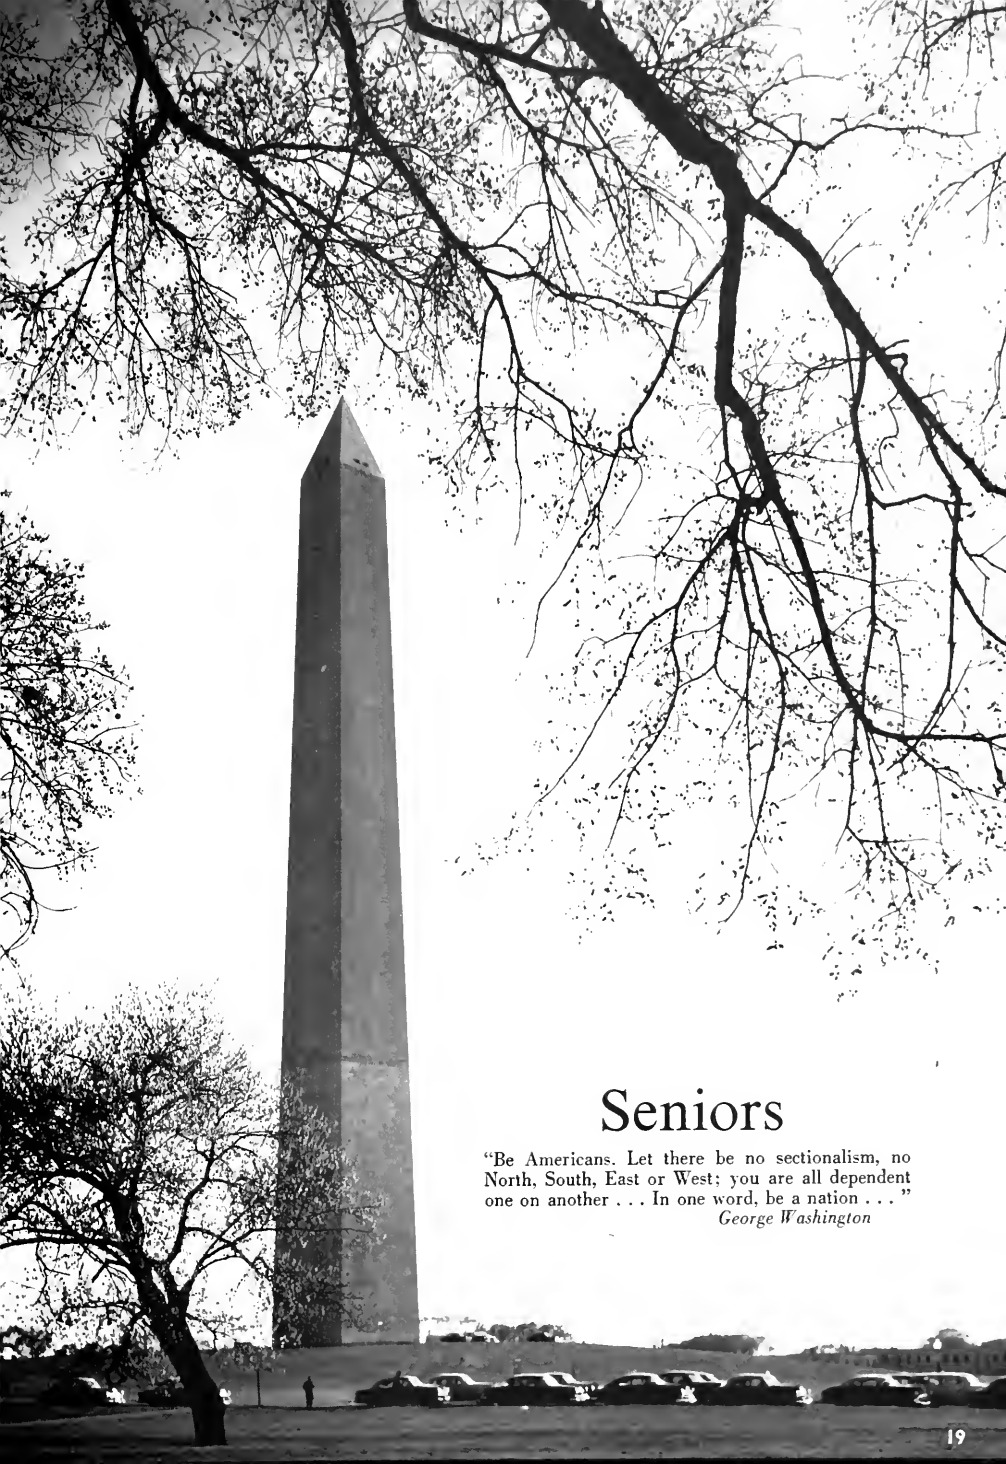 Seniors
“Be Americans. Let there be no sectionalism, no
North, South, East or West; you are all dependent
one on another . . . In one word, be a nation . . . ”
George Washington
19